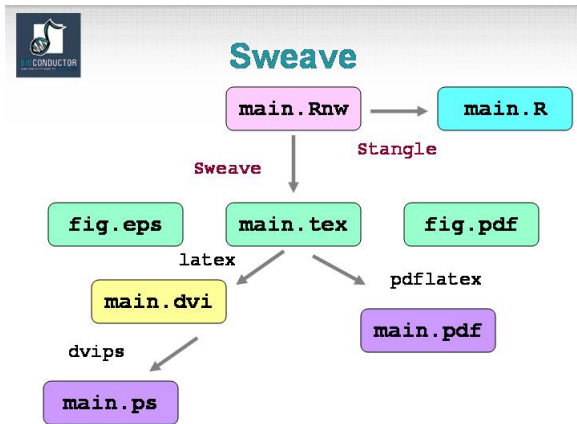 BIOCONDUCTOR
Sweave
main.Rnw
main.R
Stangle
Sweave
fig.eps
main.tex
fig.pdf
latex
pdflatex
main.dvi
main.pdf
dvips
main.ps